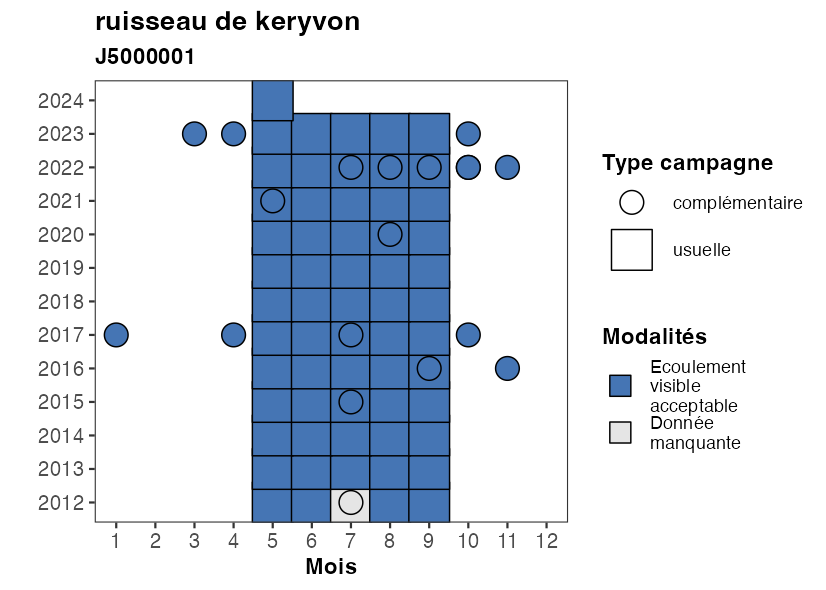 ruisseau de keryvon
J5000001
2024
2023
2022
2021
2020
2019
2018
2017
2016
2015
2014
2013
2012
1 2 3 4 5 6 7 8 9 10 11 12
Mois
Type campagne
complémentaire
usuelle
Modalités
Ecoulement
visible
acceptable
Donnée
manquante